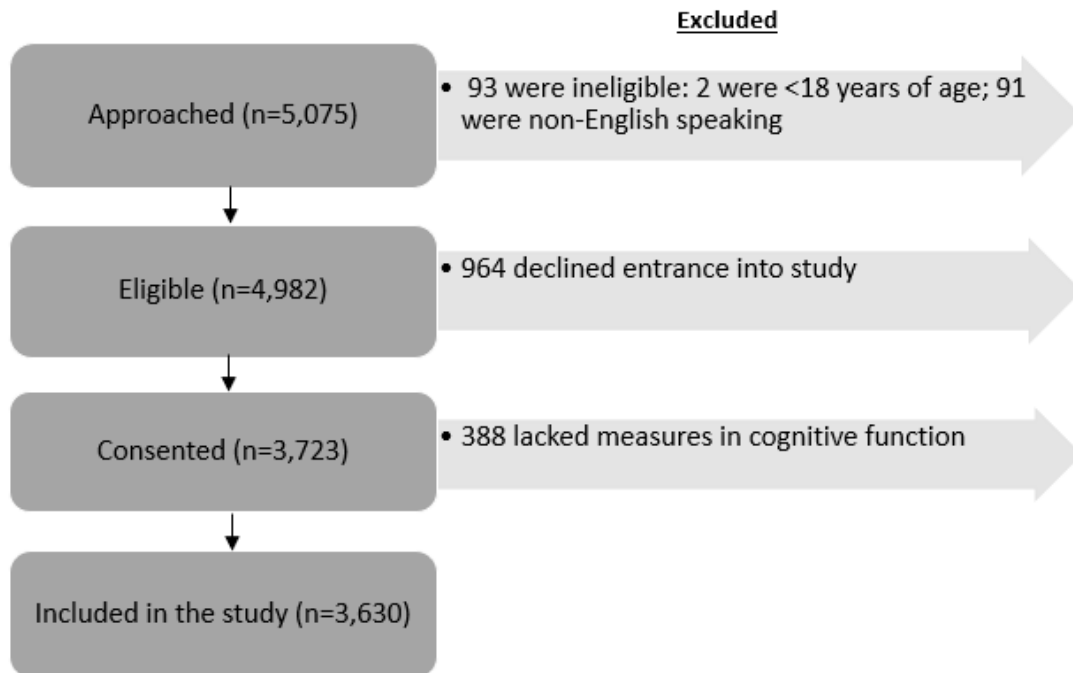 Excluded
Approached (n=5,075)
• 93 were ineligible: 2 were <18 years of age; 91
were non-English speaking
Eligible (n=4,982)
• 964 declined entrance into study
Consented (n=3,723)
• 388 lacked measures in cognitive function
Included in the study (n=3,630)